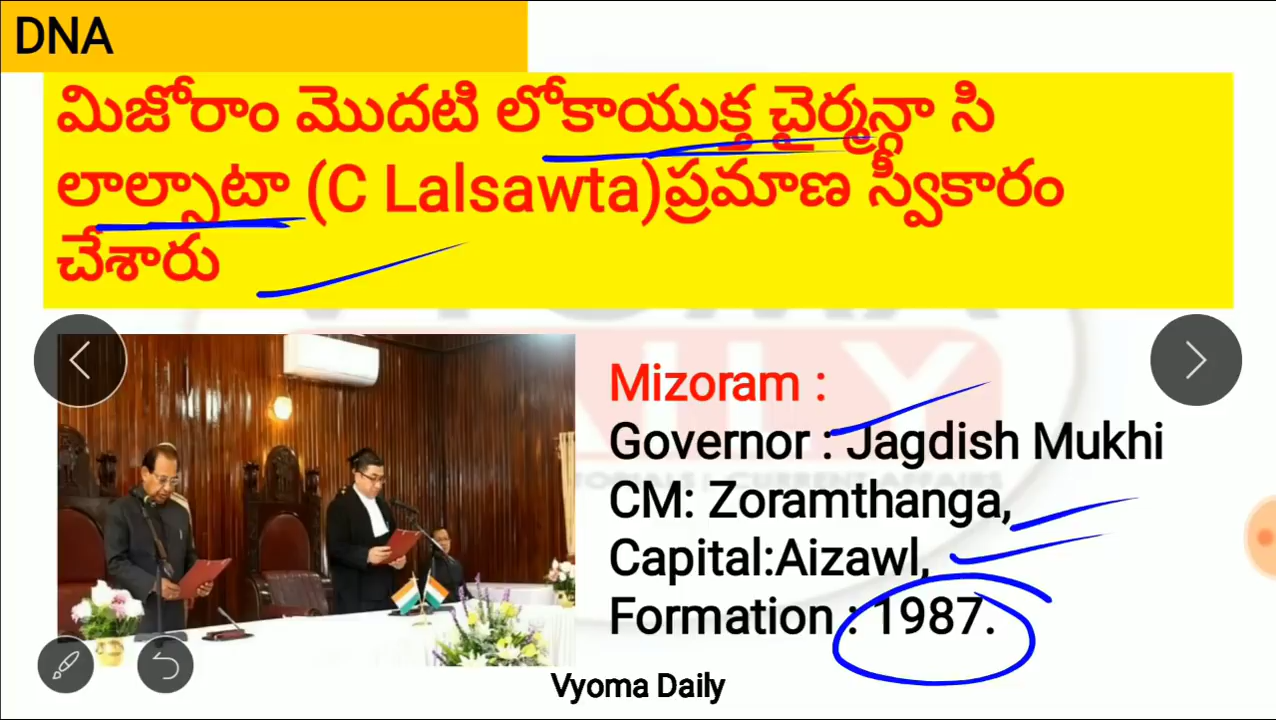 DNA
మిజోరాం మొదటి లోకాయుక్త చైర్మన్గా సి
లాల్సాటా (C Lalsawta)ప్రమాణ స్వీకారం
చేశారు
Mizoram :
Governor : Jagdish Mukhi
CM: Zoramthanga,
Capital:Aizawl,
Formation : 1987.
Vyoma Daily